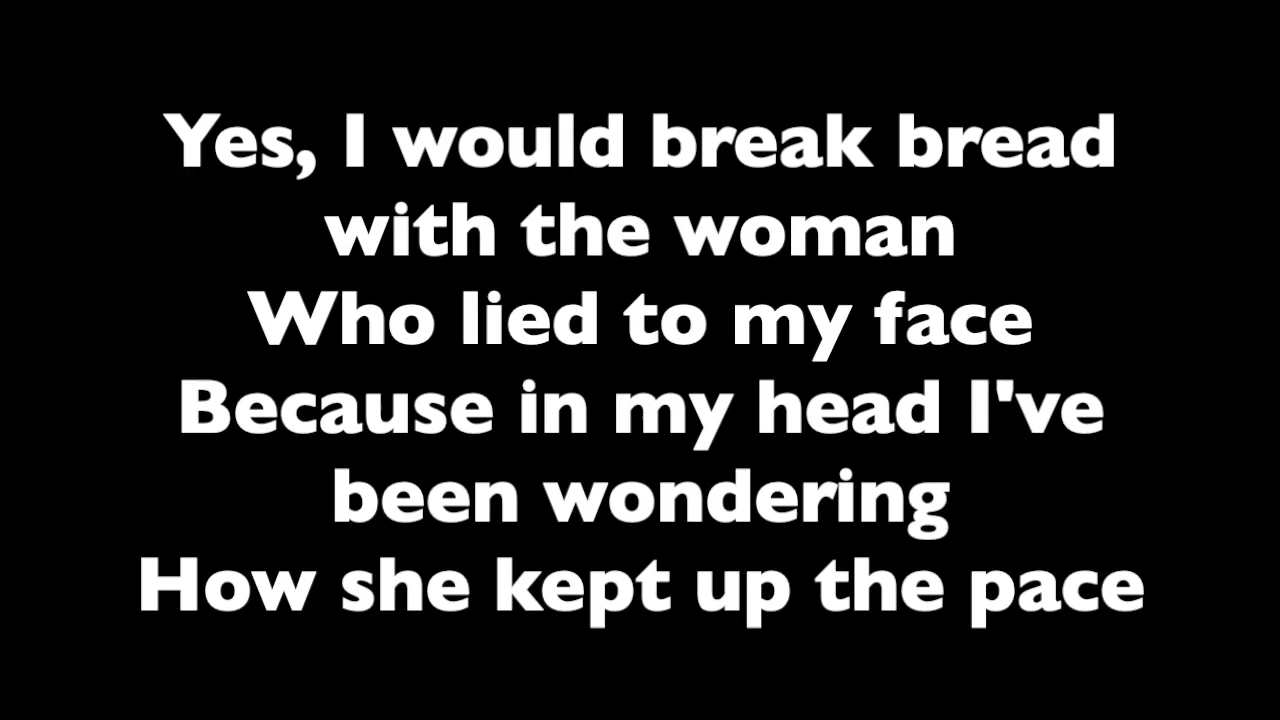 Yes, I would break bread
with the woman
Who lied to my face
Because in my head I've
been wondering
How she kept up the pace